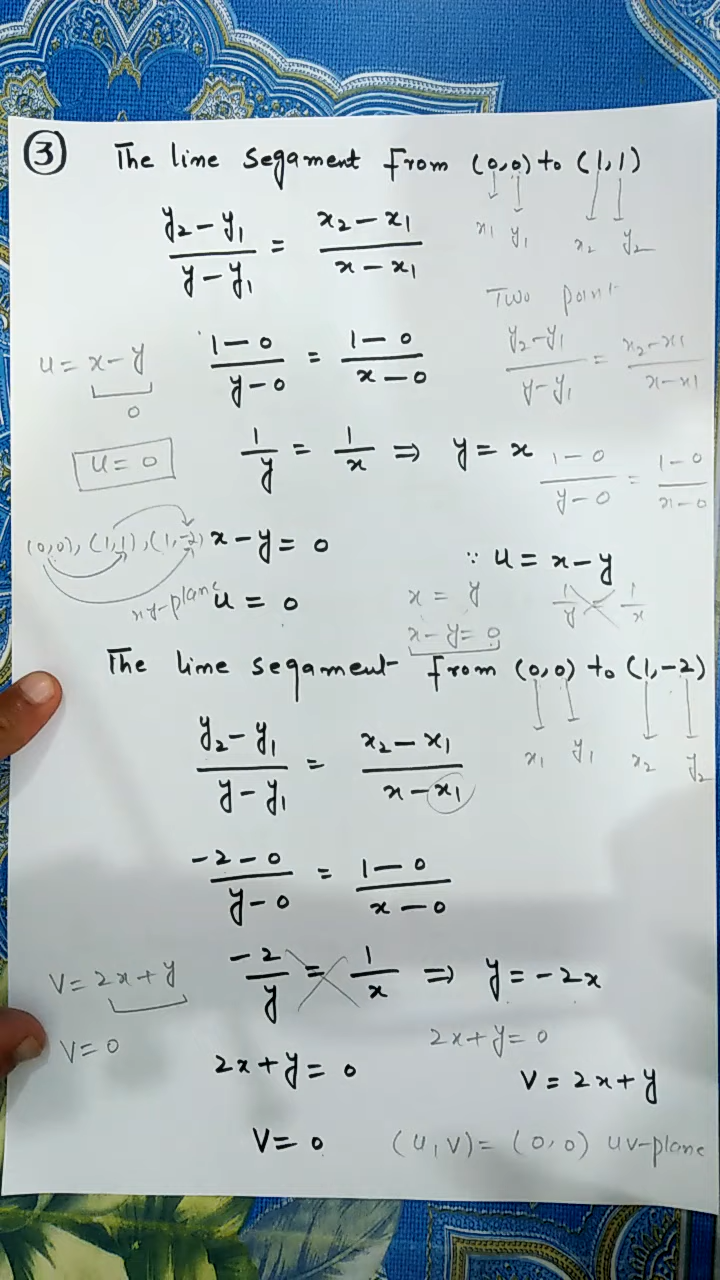 ③ The line segament from (0,0) to (1,1)
x₁ y₁ x₂ y₂
(y₂-y₁)/(y-y₁) = (x₂-x₁)/(x-x₁)
Two point
(y₂-y₁)/(y-y₁) = (x₂-x₁)/(x-x₁)
u = x-y
0
(1-0)/(y-0) = (1-0)/(x-0)
u = 0
1/y = 1/x ⇒ y = x
(1-0)/(y-0) = (1-0)/(x-0)
(0,0), (1,1), (1,-2)
xy-plane
x-y = 0
∵ u = x-y
u = 0
x = y
1/y = 1/x
x-y = 0
The line segament from (0,0) to (1,-2)
x₁ y₁ x₂ y₂
(y₂-y₁)/(y-y₁) = (x₂-x₁)/(x-x₁)
(-2-0)/(y-0) = (1-0)/(x-0)
V = 2x+y
-2/y = 1/x ⇒ y = -2x
V = 0
2x+y = 0
2x+y = 0
V = 2x+y
V = 0
(u,v) = (0,0) uv-plane